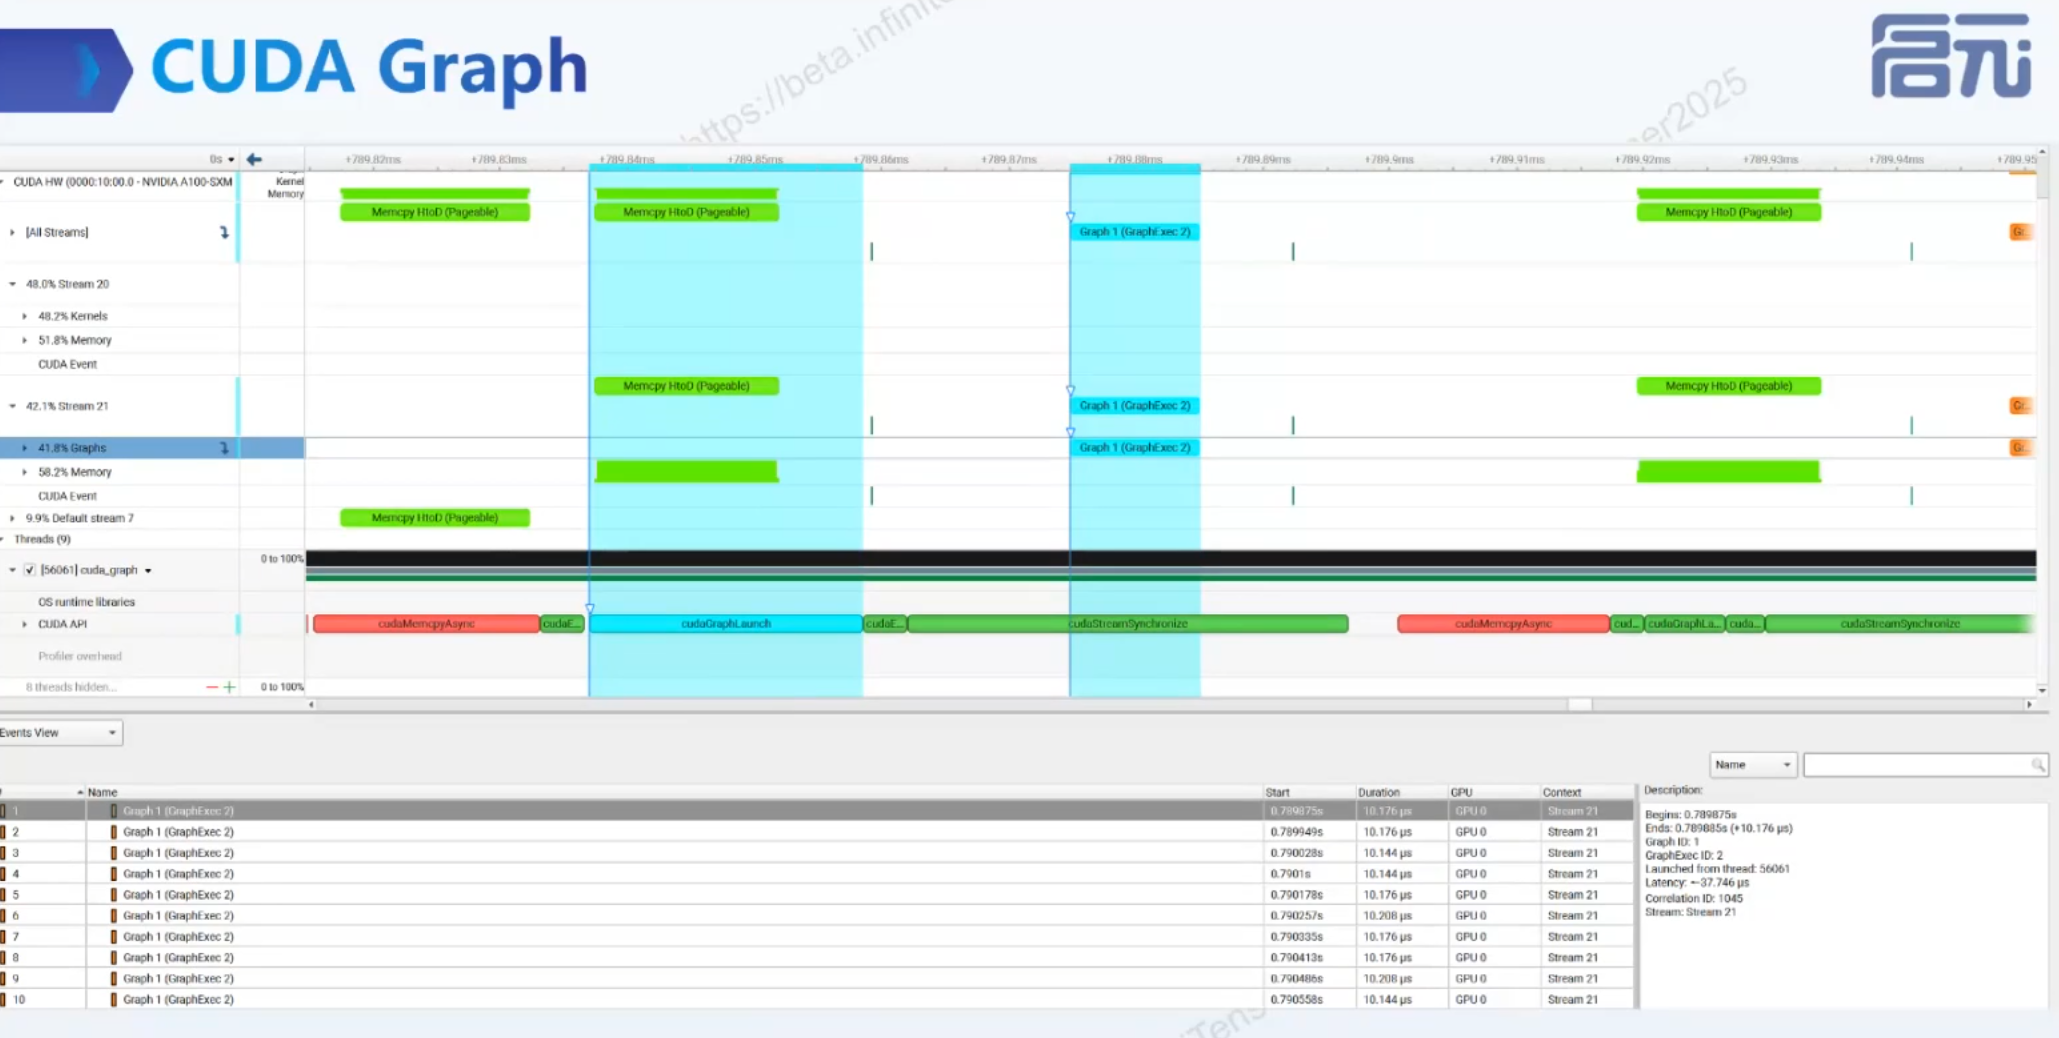 CUDA Graph
启元
https://beta.infinit
er2025
0s
+789.82ms +789.83ms +789.84ms +789.85ms +789.86ms +789.87ms +789.88ms +789.89ms +789.9ms +789.91ms +789.92ms +789.93ms +789.94ms +789.95
CUDA HW (0000:10:00.0 - NVIDIA A100-SXM
Kernel
Memory
Memcpy HtoD (Pageable) Memcpy HtoD (Pageable) Memcpy HtoD (Pageable)
[All Streams] Graph 1 (GraphExec 2) Gr...
48.0% Stream 20
48.2% Kernels
51.8% Memory
CUDA Event
Memcpy HtoD (Pageable) Memcpy HtoD (Pageable)
42.1% Stream 21 Graph 1 (GraphExec 2) Gr...
41.8% Graphs Graph 1 (GraphExec 2) Gr...
58.2% Memory
CUDA Event
9.9% Default stream 7 Memcpy HtoD (Pageable)
Threads (9)
0 to 100%
[56061] cuda_graph
OS runtime libraries
CUDA API cudaMemcpyAsync cudaE... cudaGraphLaunch cudaE... cudaStreamSynchronize cudaMemcpyAsync cud... cudaGraphLa... cuda... cudaStreamSynchronize
Profiler overhead
8 threads hidden... 0 to 100%
Events View
Name
Name Start Duration GPU Context
1 Graph 1 (GraphExec 2) 0.789875s 10.176 μs GPU 0 Stream 21
2 Graph 1 (GraphExec 2) 0.789949s 10.176 μs GPU 0 Stream 21
3 Graph 1 (GraphExec 2) 0.790028s 10.144 μs GPU 0 Stream 21
4 Graph 1 (GraphExec 2) 0.7901s 10.144 μs GPU 0 Stream 21
5 Graph 1 (GraphExec 2) 0.790178s 10.176 μs GPU 0 Stream 21
6 Graph 1 (GraphExec 2) 0.790257s 10.208 μs GPU 0 Stream 21
7 Graph 1 (GraphExec 2) 0.790335s 10.176 μs GPU 0 Stream 21
8 Graph 1 (GraphExec 2) 0.790413s 10.176 μs GPU 0 Stream 21
9 Graph 1 (GraphExec 2) 0.790486s 10.208 μs GPU 0 Stream 21
10 Graph 1 (GraphExec 2) 0.790558s 10.144 μs GPU 0 Stream 21
Description:
Begins: 0.789875s
Ends: 0.789885s (+10.176 μs)
Graph ID: 1
GraphExec ID: 2
Launched from thread: 56061
Latency: ←37.746 μs
Correlation ID: 1045
Stream: Stream 21
iTens